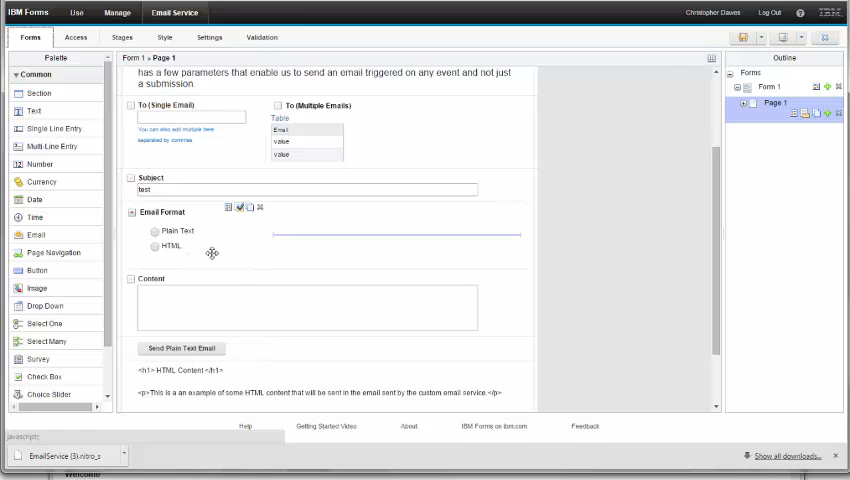 IBM Forms Use Manage Email Service Christopher Dawes Log Out ? IBM
Forms Access Stages Style Settings Validation
Palette
Form 1 ▸ Page 1
Outline
Common
Section
Text
Single Line Entry
Multi-Line Entry
Number
Currency
Date
Time
Email
Page Navigation
Button
Image
Drop Down
Select One
Select Many
Survey
Check Box
Choice Slider
has a few parameters that enable us to send an email triggered on any event and not just
a submission.
To (Single Email)
You can also add multiple here
separated by commas
To (Multiple Emails)
Table
Email
value
value
Subject
test
Email Format
Plain Text
HTML
Content
Send Plain Text Email
<h1> HTML Content </h1>
<p>This is a an example of some HTML content that will be sent in the email sent by the custom email service.</p>
Forms
Form 1
Page 1
Help Getting Started Video About IBM Forms on ibm.com Feedback
javascript:
EmailService (3).nitro_s
Show all downloads...
Welcome